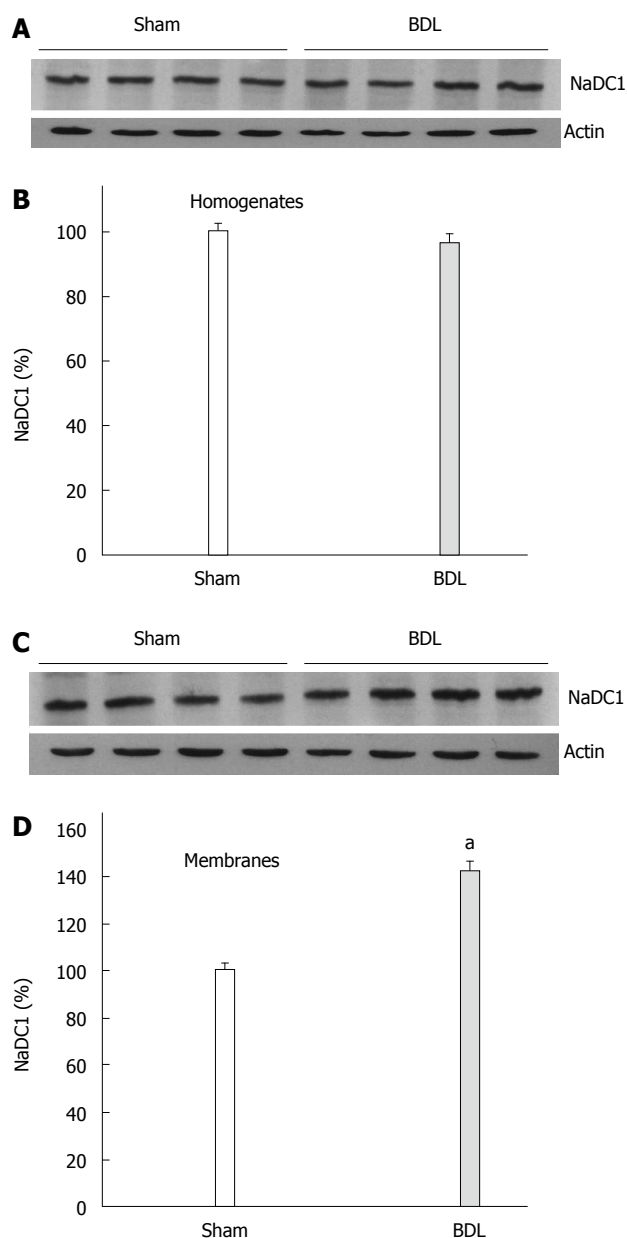 A
Sham BDL
NaDC1
Actin
B
Homogenates
100
80
60
40
20
0
NaDC1 (%)
Sham BDL
C
Sham BDL
NaDC1
Actin
D
Membranes
a
160
140
120
100
80
60
40
20
0
NaDC1 (%)
Sham BDL